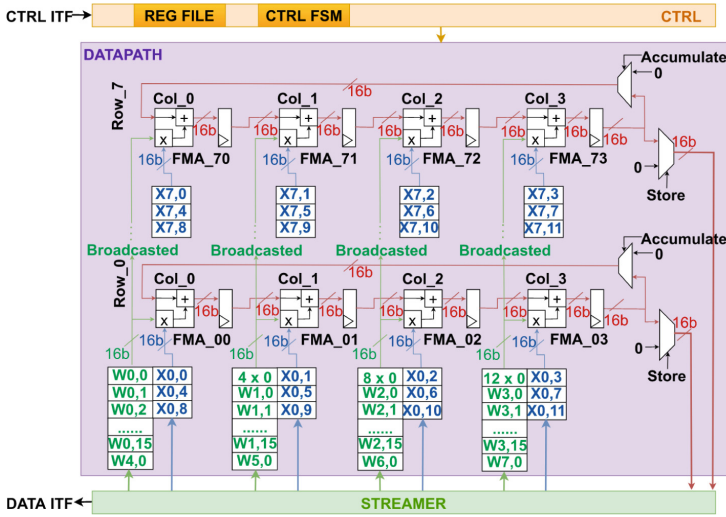 CTRL ITF
REG FILE
CTRL FSM
CTRL
DATAPATH
Accumulate
0
16b
Row_7
Col_0
Col_1
Col_2
Col_3
16b
16b
16b
16b
16b
16b
16b
16b
+
+
+
+
x
x
x
x
16b
16b
16b
16b
FMA_70
FMA_71
FMA_72
FMA_73
0
Store
X7,0
X7,1
X7,2
X7,3
X7,4
X7,5
X7,6
X7,7
X7,8
X7,9
X7,10
X7,11
Broadcasted
Broadcasted
Broadcasted
Broadcasted
Accumulate
0
16b
Row_0
Col_0
Col_1
Col_2
Col_3
16b
16b
16b
16b
16b
16b
16b
16b
+
+
+
+
x
x
x
x
16b
16b
16b
16b
FMA_00
FMA_01
FMA_02
FMA_03
0
Store
16b
16b
16b
16b
W0,0
X0,0
4 x 0
X0,1
8 x 0
X0,2
12 x 0
X0,3
W0,1
X0,4
W1,0
X0,5
W2,0
X0,6
W3,0
X0,7
W0,2
X0,8
W1,1
X0,9
W2,1
X0,10
W3,1
X0,11
......
......
......
......
W0,15
W1,15
W2,15
W3,15
W4,0
W5,0
W6,0
W7,0
DATA ITF
STREAMER